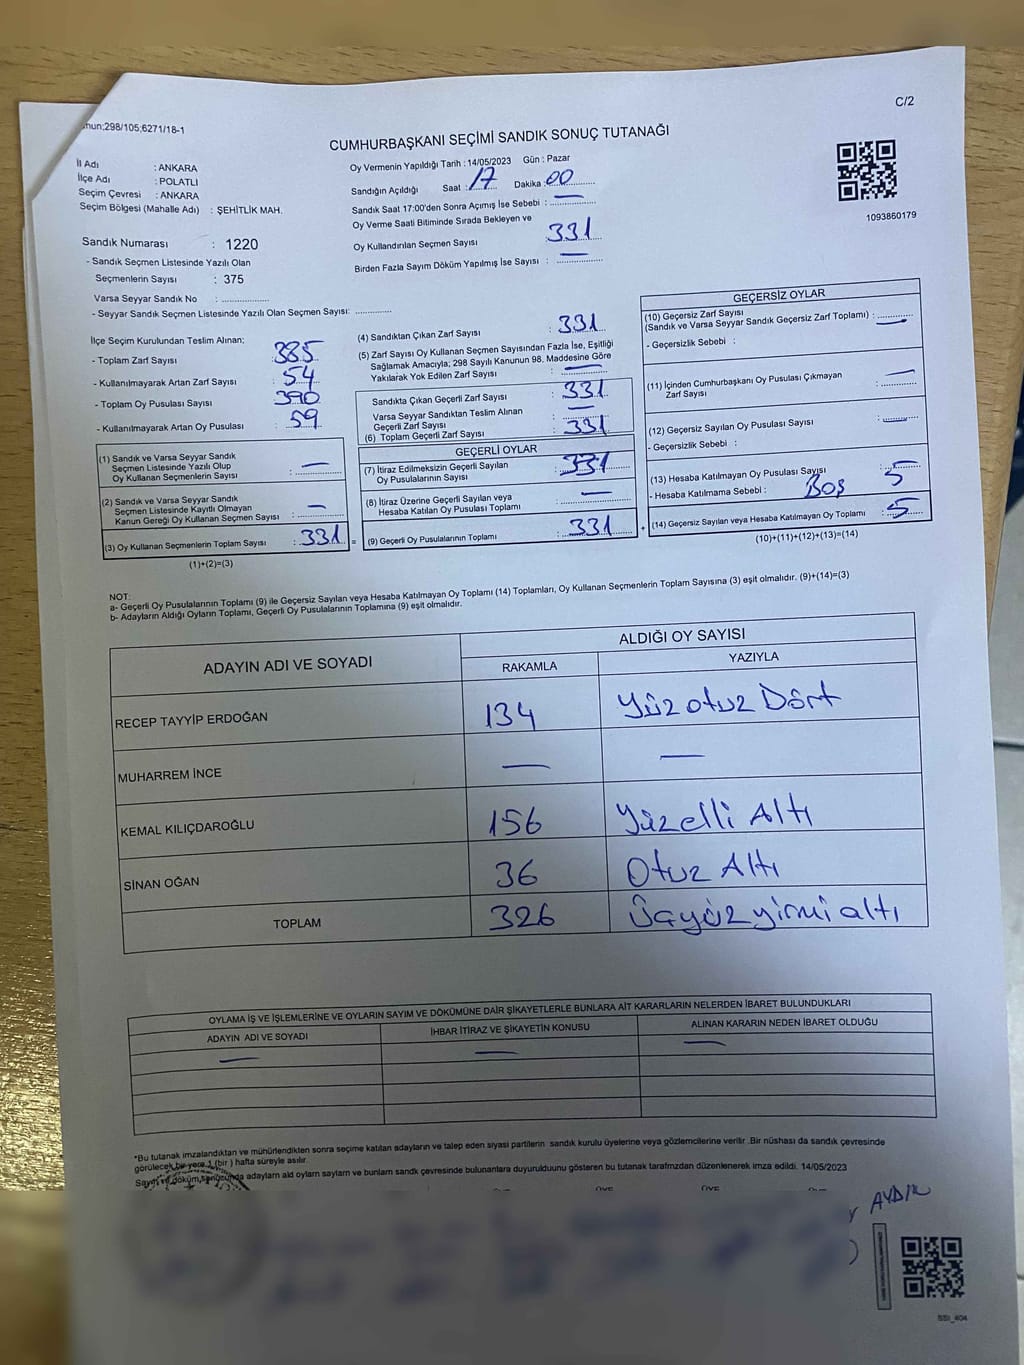 C/2
298/105;6271/18-1
CUMHURBAŞKANI SEÇİMİ SANDIK SONUÇ TUTANAĞI
İl Adı : ANKARA
İlçe Adı : POLATLI
Seçim Çevresi : ANKARA
Seçim Bölgesi (Mahalle Adı) : ŞEHİTLİK MAH.
Oy Vermenin Yapıldığı Tarih : 14/05/2023 Gün : Pazar
Sandığın Açıldığı Saat : 17 Dakika : 00
Sandık Saat 17:00'den Sonra Açımış İse Sebebi : —
Oy Verme Saati Bitiminde Sırada Bekleyen ve
Oy Kullandırılan Seçmen Sayısı : 331
Birden Fazla Sayım Döküm Yapılmış İse Sayısı : —
1093860179
Sandık Numarası : 1220
- Sandık Seçmen Listesinde Yazılı Olan
Seçmenlerin Sayısı : 375
Varsa Seyyar Sandık No :
- Seyyar Sandık Seçmen Listesinde Yazılı Olan Seçmen Sayısı:
İlçe Seçim Kurulundan Teslim Alınan;
- Toplam Zarf Sayısı : 385
- Kullanılmayarak Artan Zarf Sayısı : 54
- Toplam Oy Pusulası Sayısı : 390
- Kullanılmayarak Artan Oy Pusulası : 59
(1) Sandık ve Varsa Seyyar Sandık
Seçmen Listesinde Yazılı Olup
Oy Kullanan Seçmenlerin Sayısı : —
(2) Sandık ve Varsa Seyyar Sandık
Seçmen Listesinde Kayıtlı Olmayan
Kanun Gereği Oy Kullanan Seçmen Sayısı : —
(3) Oy Kullanan Seçmenlerin Toplam Sayısı : 331 =
(1)+(2)=(3)
(4) Sandıktan Çıkan Zarf Sayısı : 331
(5) Zarf Sayısı Oy Kullanan Seçmen Sayısından Fazla İse, Eşitliği
Sağlamak Amacıyla; 298 Sayılı Kanunun 98. Maddesine Göre
Yakılarak Yok Edilen Zarf Sayısı : —
Sandıkta Çıkan Geçerli Zarf Sayısı : 331
Varsa Seyyar Sandıktan Teslim Alınan
Geçerli Zarf Sayısı : —
(6) Toplam Geçerli Zarf Sayısı : 331
GEÇERLİ OYLAR
(7) İtiraz Edilmeksizin Geçerli Sayılan
Oy Pusulalarının Sayısı : 331
(8) İtiraz Üzerine Geçerli Sayılan veya
Hesaba Katılan Oy Pusulası Toplamı : —
(9) Geçerli Oy Pusulalarının Toplamı : 331 +
GEÇERSİZ OYLAR
(10) Geçersiz Zarf Sayısı
(Sandık ve Varsa Seyyar Sandık Geçersiz Zarf Toplamı) : —
- Geçersizlik Sebebi :
(11) İçinden Cumhurbaşkanı Oy Pusulası Çıkmayan
Zarf Sayısı : —
(12) Geçersiz Sayılan Oy Pusulası Sayısı : —
- Geçersizlik Sebebi :
(13) Hesaba Katılmayan Oy Pusulası Sayısı : 5
- Hesaba Katılmama Sebebi : Boş
(14) Geçersiz Sayılan veya Hesaba Katılmayan Oy Toplamı : 5
(10)+(11)+(12)+(13)=(14)
NOT:
a- Geçerli Oy Pusulalarının Toplamı (9) ile Geçersiz Sayılan veya Hesaba Katılmayan Oy (14) Toplamları, Oy Kullanan Seçmenlerin Toplam Sayısına (3) eşit olmalıdır. (9)+(14)=(3)
b- Adayların Aldığı Oyların Toplamı, Geçerli Oy Pusulalarının Toplamına (9) eşit olmalıdır.
ADAYIN ADI VE SOYADI
ALDIĞI OY SAYISI
RAKAMLA YAZIYLA
RECEP TAYYİP ERDOĞAN 134 Yüz otuz Dört
MUHARREM İNCE — —
KEMAL KILIÇDAROĞLU 156 Yüzelli Altı
SİNAN OĞAN 36 Otuz Altı
TOPLAM 326 Üçyüz yirmi altı
OYLAMA İŞ VE İŞLEMLERİNE VE OYLARIN SAYIM VE DÖKÜMÜNE DAİR ŞİKAYETLERLE BUNLARA AİT KARARLARIN NELERDEN İBARET BULUNDUKLARI
ADAYIN ADI VE SOYADI İHBAR İTİRAZ VE ŞİKAYETİN KONUSU ALINAN KARARIN NEDEN İBARET OLDUĞU
— — —
*Bu tutanak imzalandıktan ve mühürlendikten sonra seçime katılan adayların ve talep eden siyasi partilerin sandık kurulu üyelerine veya gözlemcilerine verilir .Bir nüshası da sandık çevresinde
görülecek bir yere 1 (bir ) hafta süreyle asılır.
Sayım ve döküm sonucunda adaylarn ald oylarn saylarn ve bunlarn sandk çevresinde bulunanlara duyurulduunu gösteren bu tutanak tarafmzdan düzenlenerek imza edildi. 14/05/2023
AYDIN
SSI_404